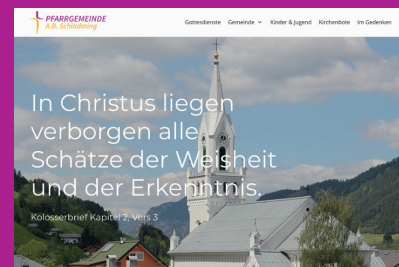 PFARRGEMEINDE
A.B. Schladming
Gottesdienste Gemeinde Kinder & Jugend Kirchenbote Im Gedenken
In Christus liegen
verborgen alle
Schätze der Weisheit
und der Erkenntnis.
Kolosserbrief Kapitel 2, Vers 3